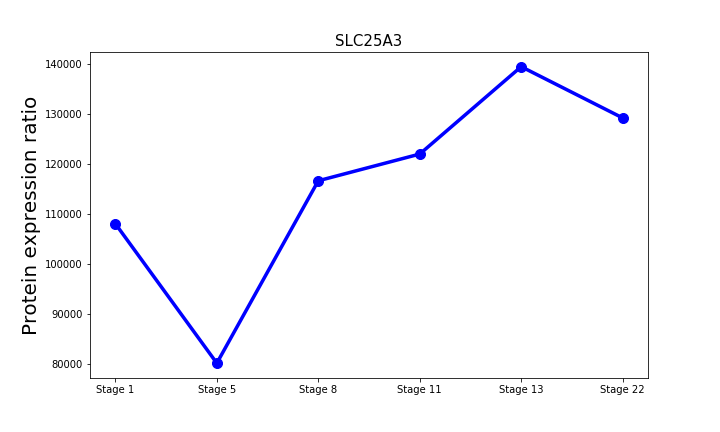 SLC25A3
Protein expression ratio
140000
130000
120000
110000
100000
90000
80000
Stage 1 Stage 5 Stage 8 Stage 11 Stage 13 Stage 22